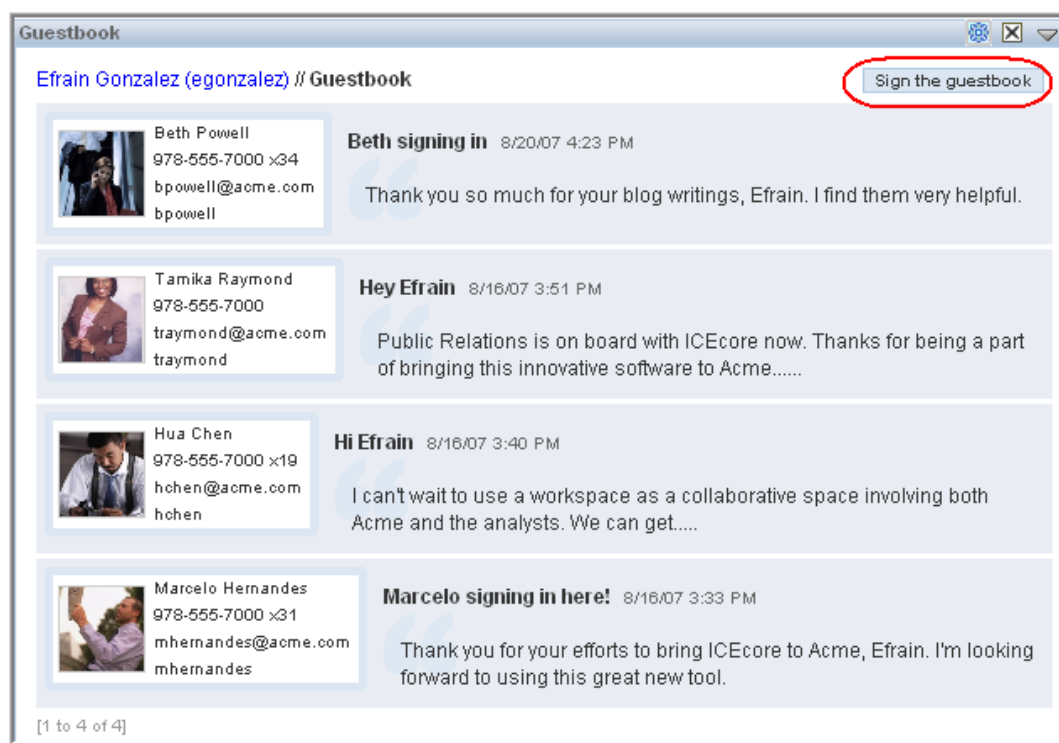 Guestbook
Efrain Gonzalez (egonzalez) // Guestbook
Sign the guestbook
Beth Powell
978-555-7000 x34
bpowell@acme.com
bpowell
Beth signing in 8/20/07 4:23 PM
Thank you so much for your blog writings, Efrain. I find them very helpful.
Tamika Raymond
978-555-7000
traymond@acme.com
traymond
Hey Efrain 8/16/07 3:51 PM
Public Relations is on board with ICEcore now. Thanks for being a part
of bringing this innovative software to Acme......
Hua Chen
978-555-7000 x19
hchen@acme.com
hchen
Hi Efrain 8/16/07 3:40 PM
I can't wait to use a workspace as a collaborative space involving both
Acme and the analysts. We can get.....
Marcelo Hernandes
978-555-7000 x31
mhernandes@acme.com
mhernandes
Marcelo signing in here! 8/16/07 3:33 PM
Thank you for your efforts to bring ICEcore to Acme, Efrain. I'm looking
forward to using this great new tool.
[1 to 4 of 4]